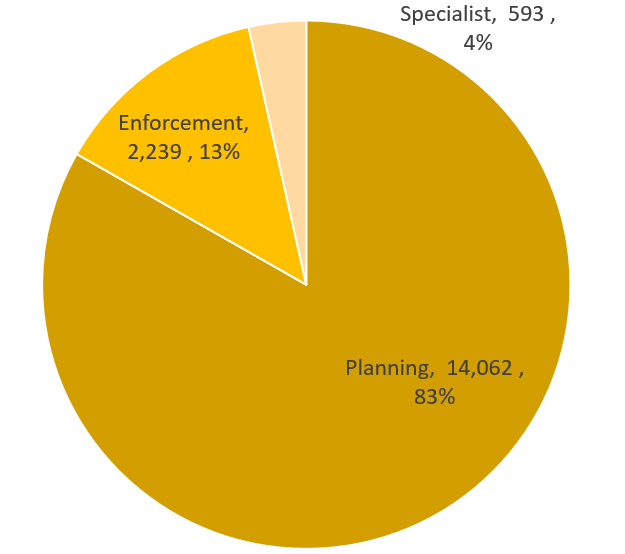 Specialist, 593 ,
4%
Enforcement,
2,239 , 13%
Planning, 14,062 ,
83%